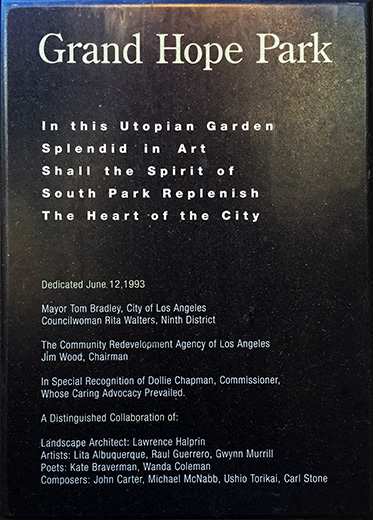 Grand Hope Park
In this Utopian Garden
Splendid in Art
Shall the Spirit of
South Park Replenish
The Heart of the City
Dedicated June 12,1993
Mayor Tom Bradley, City of Los Angeles
Councilwoman Rita Walters, Ninth District
The Community Redevelopment Agency of Los Angeles
Jim Wood, Chairman
In Special Recognition of Dollie Chapman, Commissioner,
Whose Caring Advocacy Prevailed.
A Distinguished Collaboration of:
Landscape Architect: Lawrence Halprin
Artists: Lita Albuquerque, Raul Guerrero, Gwynn Murrill
Poets: Kate Braverman, Wanda Coleman
Composers: John Carter, Michael McNabb, Ushio Torikai, Carl Stone